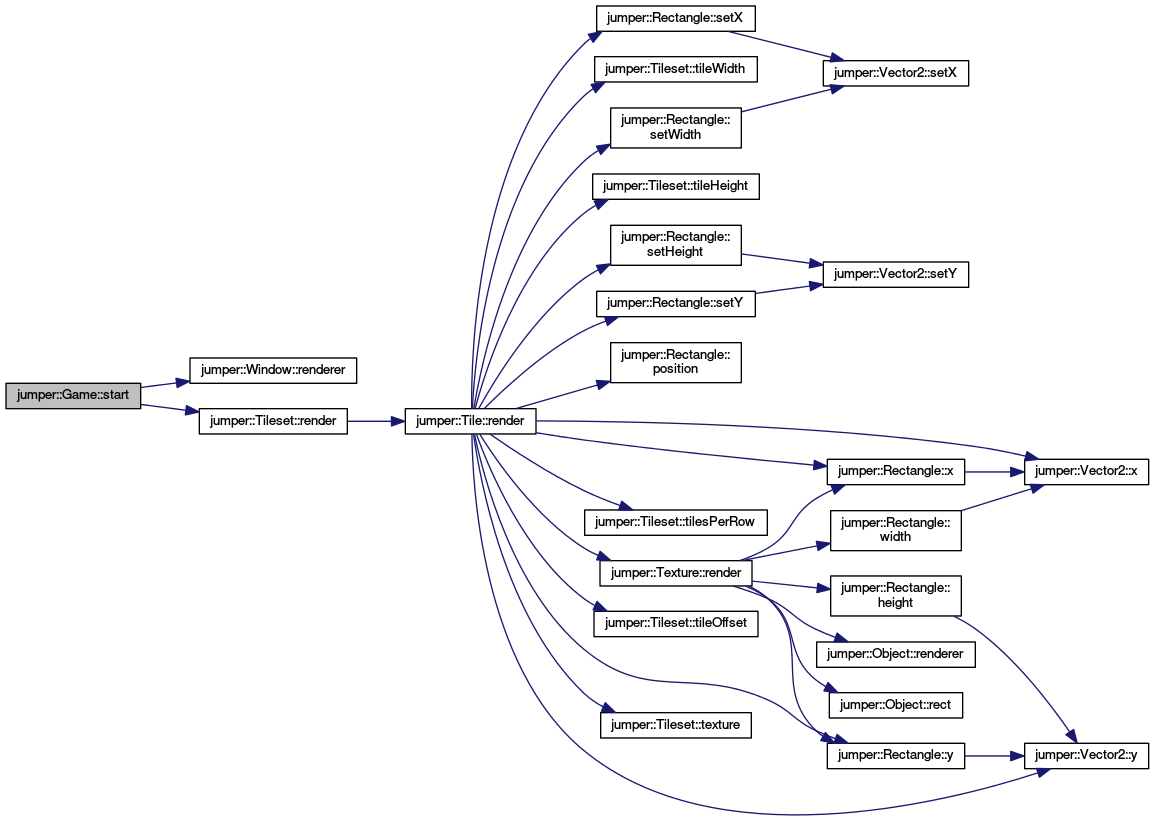 jumper::Rectangle::setX
jumper::Tileset::tileWidth
jumper::Vector2::setX
jumper::Rectangle::
setWidth
jumper::Tileset::tileHeight
jumper::Rectangle::
setHeight
jumper::Vector2::setY
jumper::Rectangle::setY
jumper::Rectangle::
position
jumper::Window::renderer
jumper::Game::start
jumper::Tileset::render
jumper::Tile::render
jumper::Rectangle::x
jumper::Vector2::x
jumper::Tileset::tilesPerRow
jumper::Rectangle::
width
jumper::Texture::render
jumper::Rectangle::
height
jumper::Tileset::tileOffset
jumper::Object::renderer
jumper::Object::rect
jumper::Tileset::texture
jumper::Rectangle::y
jumper::Vector2::y